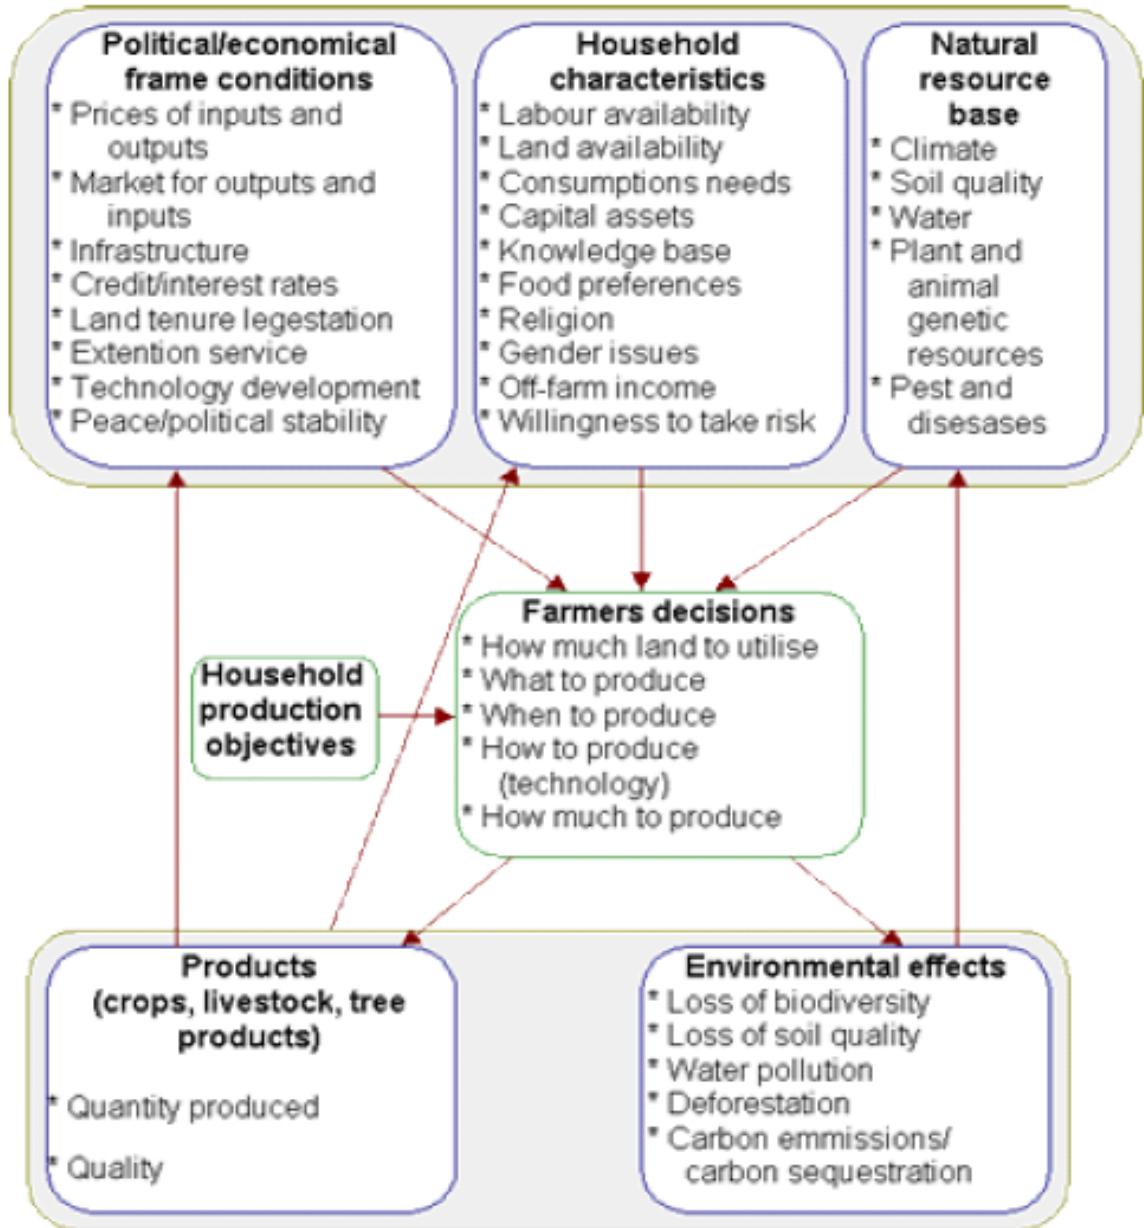 Political/economical
frame conditions
* Prices of inputs and
outputs
* Market for outputs and
inputs
* Infrastructure
* Credit/interest rates
* Land tenure legestation
* Extention service
* Technology development
* Peace/political stability
Household
characteristics
* Labour availability
* Land availability
* Consumptions needs
* Capital assets
* Knowledge base
* Food preferences
* Religion
* Gender issues
* Off-farm income
* Willingness to take risk
Natural
resource
base
* Climate
* Soil quality
* Water
* Plant and
animal
genetic
resources
* Pest and
disesases
Farmers decisions
* How much land to utilise
* What to produce
* When to produce
* How to produce
(technology)
* How much to produce
Household
production
objectives
Products
(crops, livestock, tree
products)
* Quantity produced
* Quality
Environmental effects
* Loss of biodiversity
* Loss of soil quality
* Water pollution
* Deforestation
* Carbon emmissions/
carbon sequestration